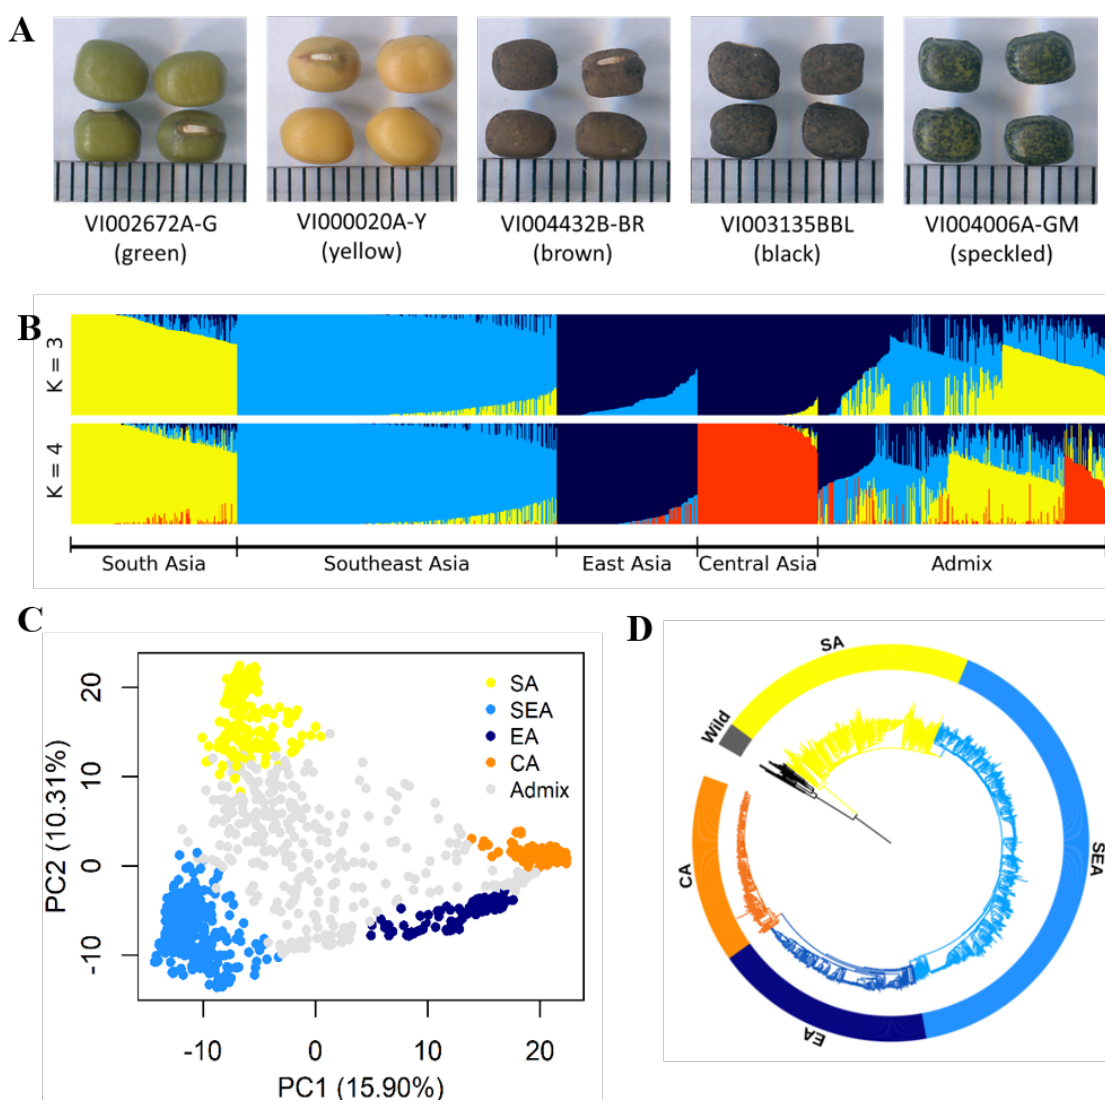 A
VI002672A-G
(green)
VI000020A-Y
(yellow)
VI004432B-BR
(brown)
VI003135BBL
(black)
VI004006A-GM
(speckled)
B
K = 3
K = 4
South Asia
Southeast Asia
East Asia
Central Asia
Admix
C
PC2 (10.31%)
20
10
0
-10
SA
SEA
EA
CA
Admix
-10
0
10
20
PC1 (15.90%)
D
Wild
SA
SEA
EA
CA